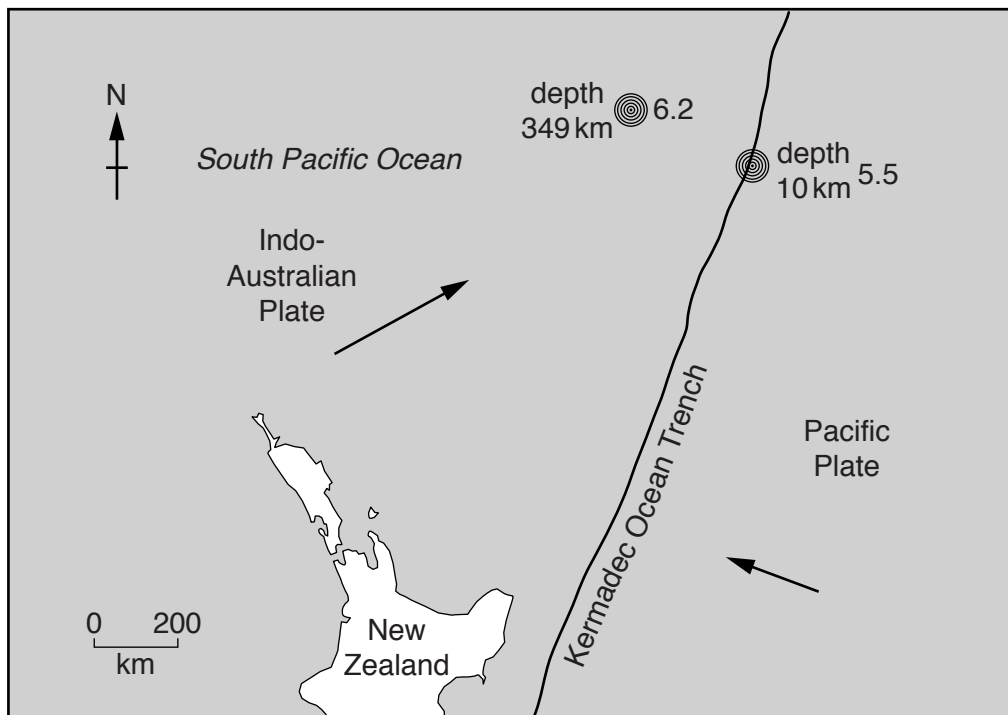 N
depth
349 km
6.2
South Pacific Ocean
depth
10 km
5.5
Indo-
Australian
Plate
Kermadec Ocean Trench
Pacific
Plate
0 200
km
New
Zealand